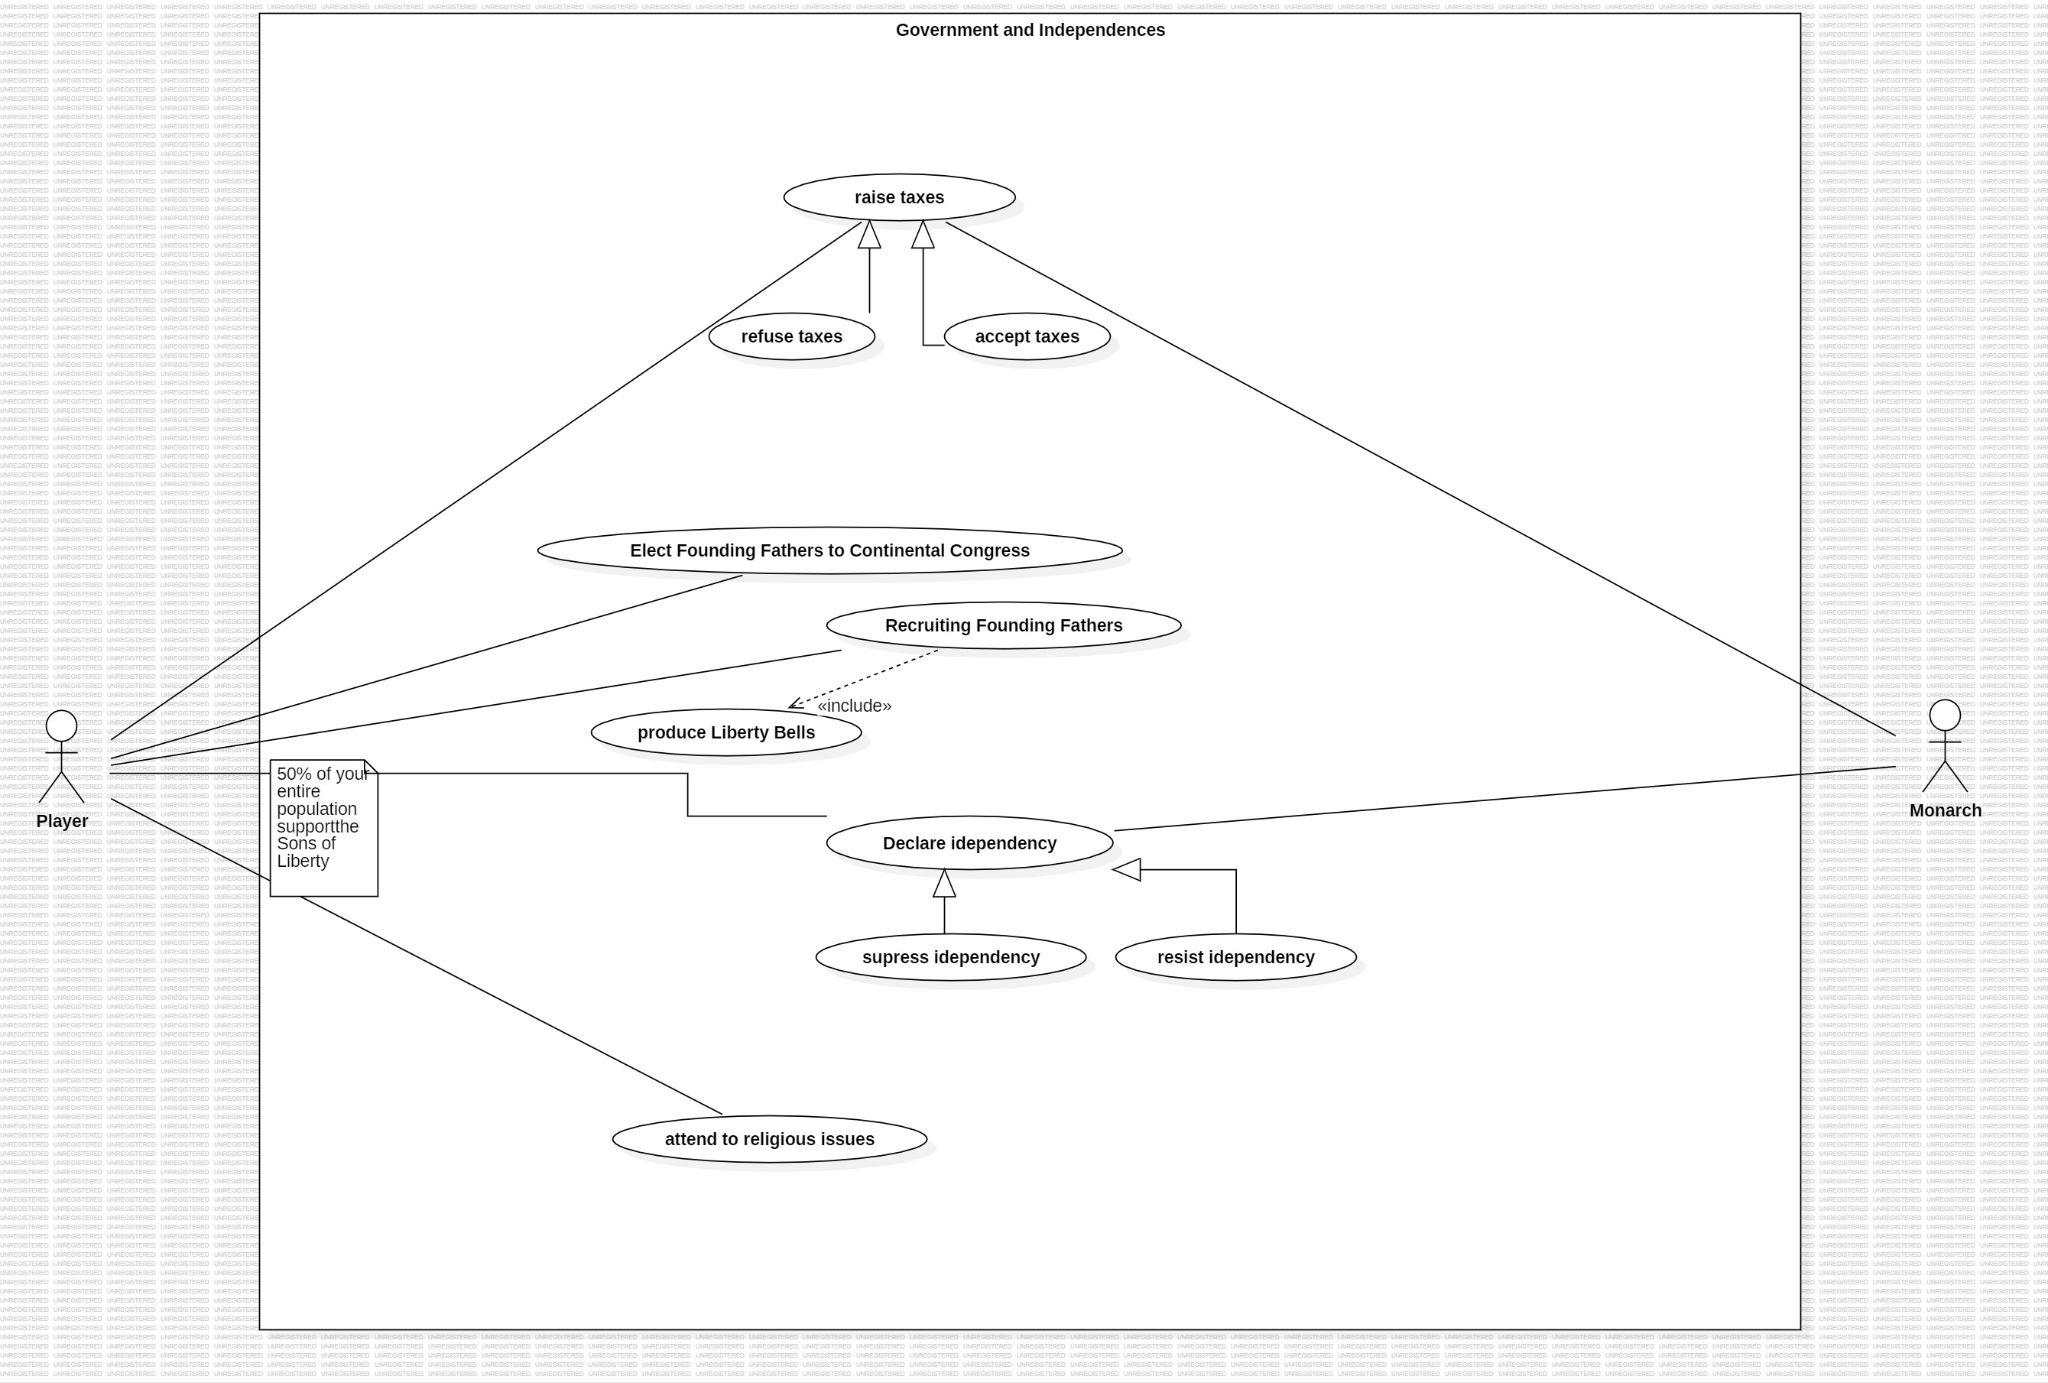 Government and Independences
raise taxes
refuse taxes
accept taxes
Elect Founding Fathers to Continental Congress
Recruiting Founding Fathers
«include»
produce Liberty Bells
50% of your
entire
population
supportthe
Sons of
Liberty
Player
Monarch
Declare idependency
supress idependency
resist idependency
attend to religious issues
UNREGISTERED